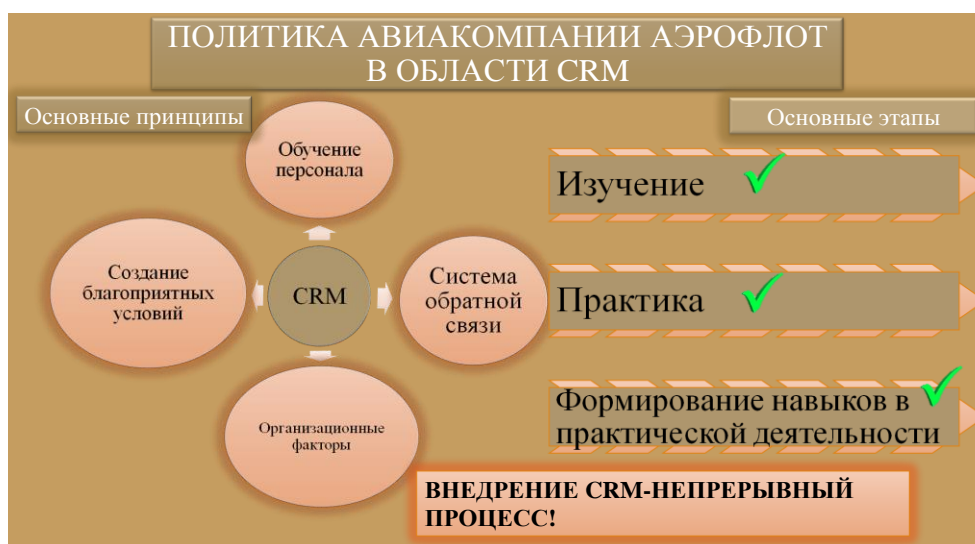 ПОЛИТИКА АВИАКОМПАНИИ АЭРОФЛОТ
В ОБЛАСТИ CRM
Основные принципы
Обучение
персонала
Создание
благоприятных
условий
CRM
Система
обратной
связи
Организационные
факторы
Основные этапы
Изучение
Практика
Формирование навыков в
практической деятельности
ВНЕДРЕНИЕ CRM-НЕПРЕРЫВНЫЙ
ПРОЦЕСС!